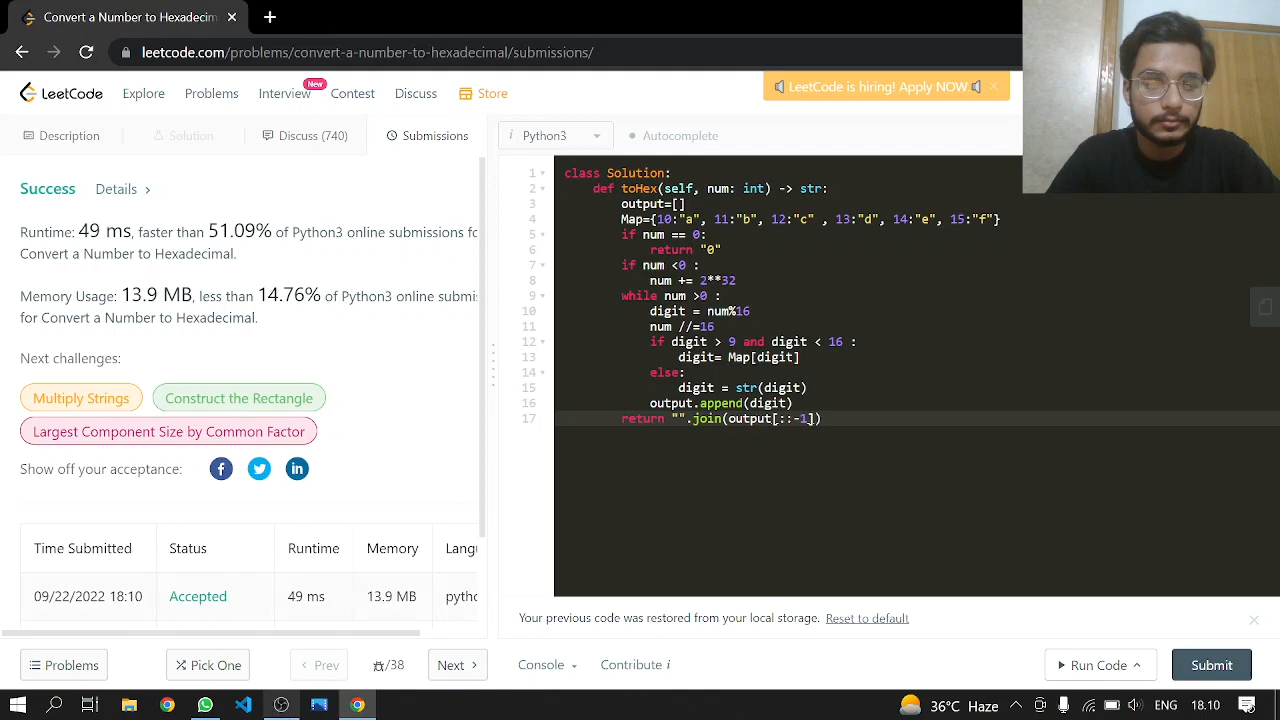 Convert a Number to Hexadecimal
leetcode.com/problems/convert-a-number-to-hexadecimal/submissions/
LeetCode Explore Problems Interview Contest Discuss Store
LeetCode is hiring! Apply NOW.
Description Solution Discuss (740) Submissions
i Python3 Autocomplete
Success Details
Runtime: 49 ms, faster than 51.09% of Python3 online submissions fo
Convert a Number to Hexadecimal.
Memory Usage: 13.9 MB, less than 14.76% of Python3 online submi
for Convert a Number to Hexadecimal.
Next challenges:
Multiply Strings Construct the Rectangle
Largest Component Size by Common Factor
Show off your acceptance:
Time Submitted Status Runtime Memory Langu
09/22/2022 18:10 Accepted 49 ms 13.9 MB pytho
1 class Solution:
2 def toHex(self, num: int) -> str:
3 output=[]
4 Map={10:"a", 11:"b", 12:"c" , 13:"d", 14:"e", 15:"f"}
5 if num == 0:
6 return "0"
7 if num <0 :
8 num += 2**32
9 while num >0 :
10 digit = num%16
11 num //=16
12 if digit > 9 and digit < 16 :
13 digit= Map[digit]
14 else:
15 digit = str(digit)
16 output.append(digit)
17 return "".join(output[::-1])
Your previous code was restored from your local storage. Reset to default
Problems Pick One Prev /38 Next Console Contribute i Run Code Submit
36°C Haze ENG 18.10